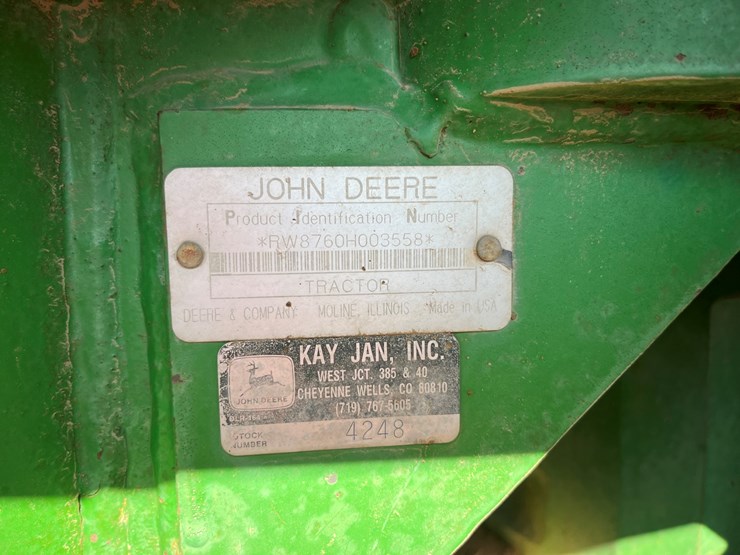 JOHN DEERE
Product Identification Number
*RW8760H003558*
TRACTOR
DEERE & COMPANY MOLINE, ILLINOIS Made in USA
KAY JAN, INC.
WEST JCT. 385 & 40
CHEYENNE WELLS, CO 80810
(719) 767-5605
JOHN DEERE
STOCK
NUMBER
4248